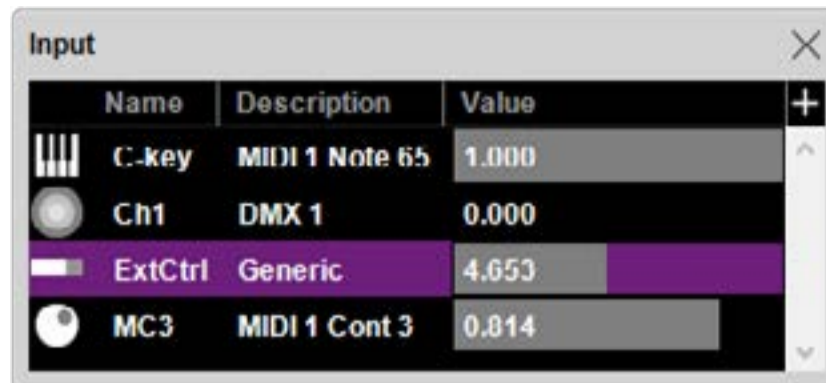 Input
Name Description Value
C-key MIDI 1 Note 65 1.000
Ch1 DMX 1 0.000
ExtCtrl Generic 4.653
MC3 MIDI 1 Cont 3 0.814